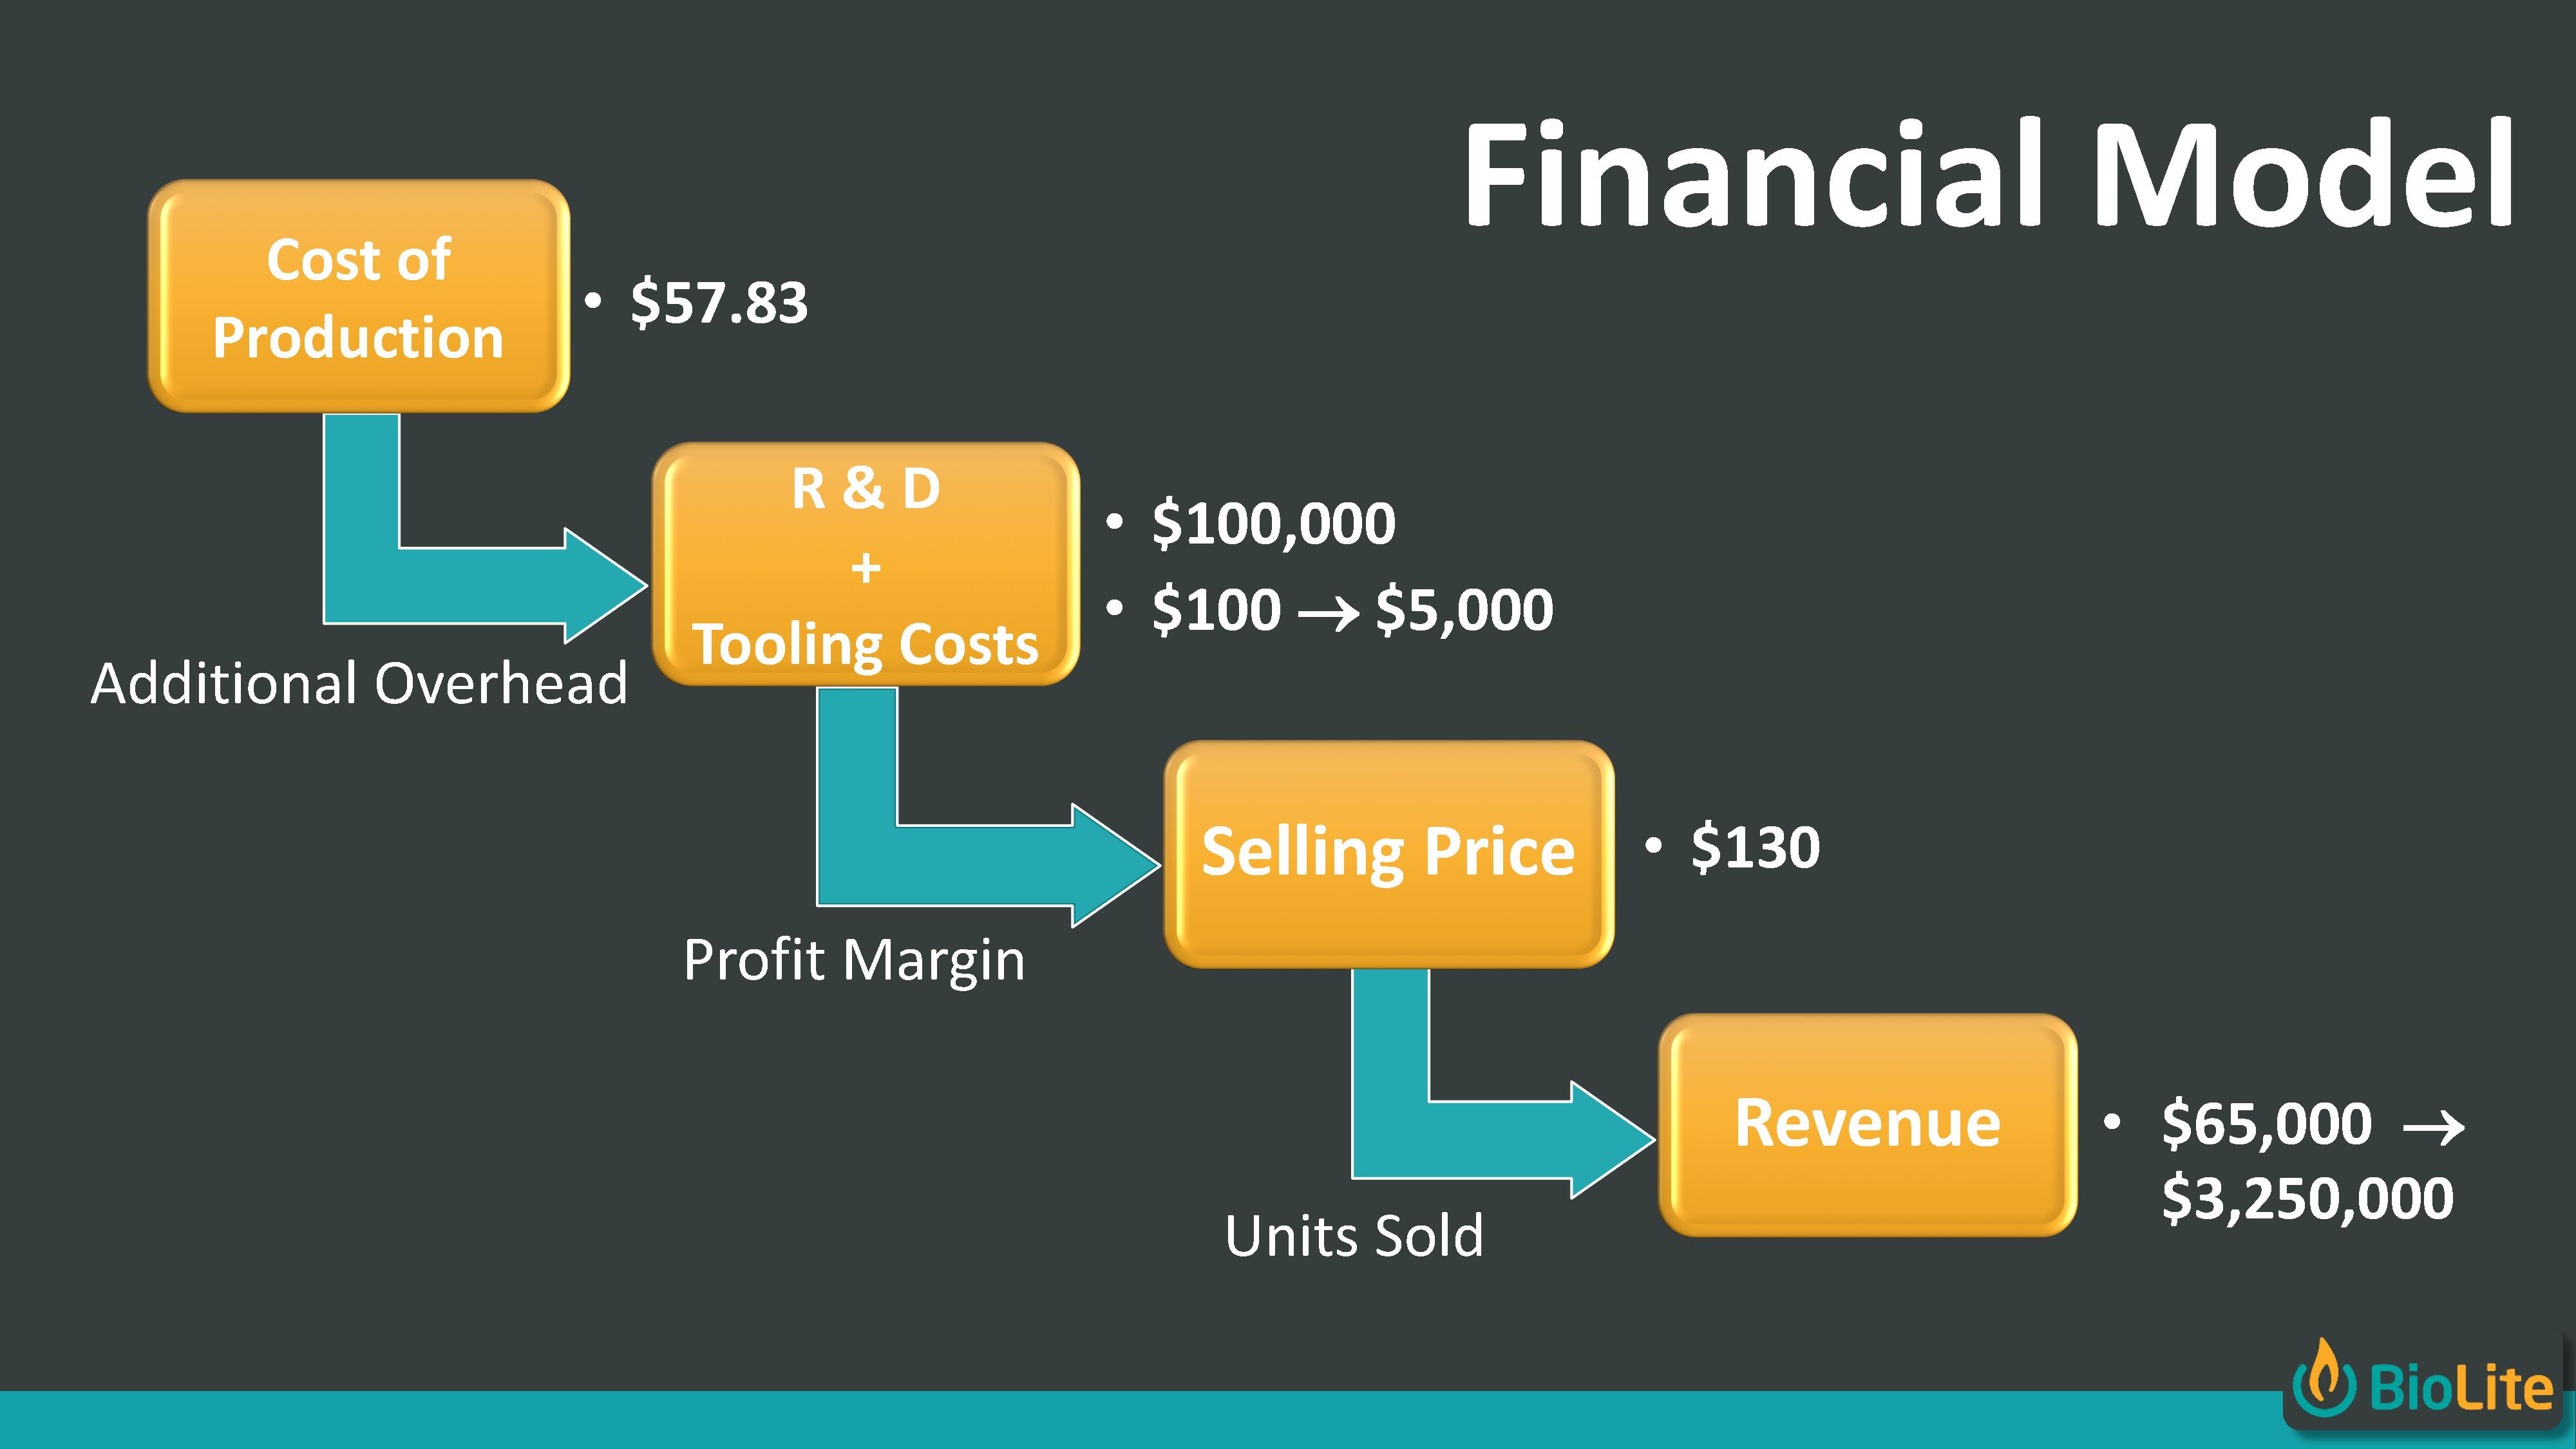 Financial Model
Cost of
Production
• $57.83
Additional Overhead
R & D
+
Tooling Costs
• $100,000
• $100 → $5,000
Profit Margin
Selling Price
• $130
Units Sold
Revenue
• $65,000 →
$3,250,000
BioLite